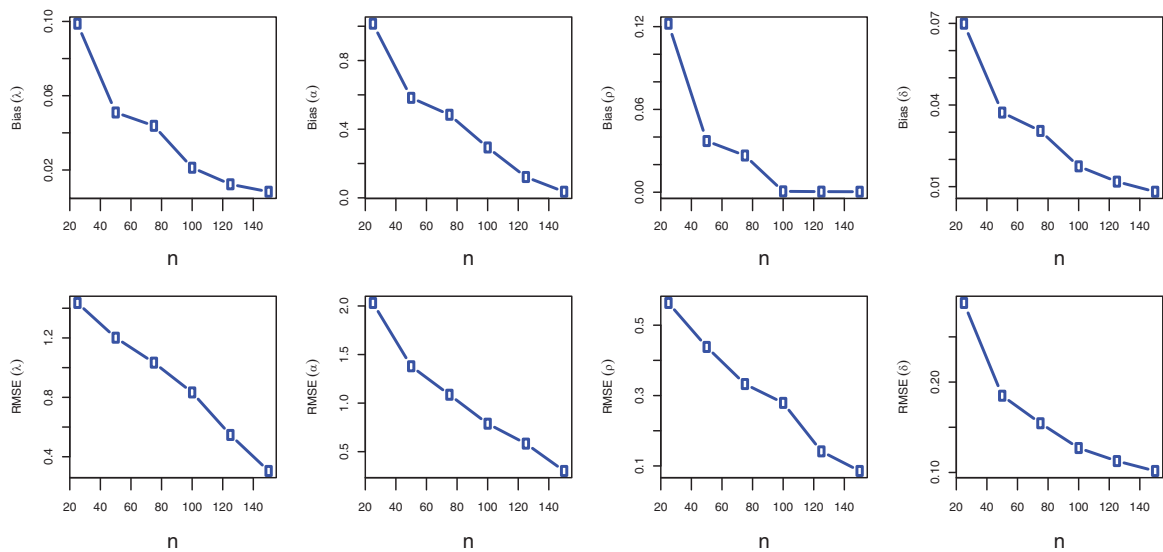 Bias (λ)
0.02 0.06 0.10
20 40 60 80 100 120 140
n
Bias (α)
0.0 0.4 0.8
20 40 60 80 100 120 140
n
Bias (ρ)
0.00 0.06 0.12
20 40 60 80 100 120 140
n
Bias (δ)
0.01 0.04 0.07
20 40 60 80 100 120 140
n
RMSE (λ)
0.4 0.8 1.2
20 40 60 80 100 120 140
n
RMSE (α)
0.5 1.0 1.5 2.0
20 40 60 80 100 120 140
n
RMSE (ρ)
0.1 0.3 0.5
20 40 60 80 100 120 140
n
RMSE (δ)
0.10 0.20
20 40 60 80 100 120 140
n